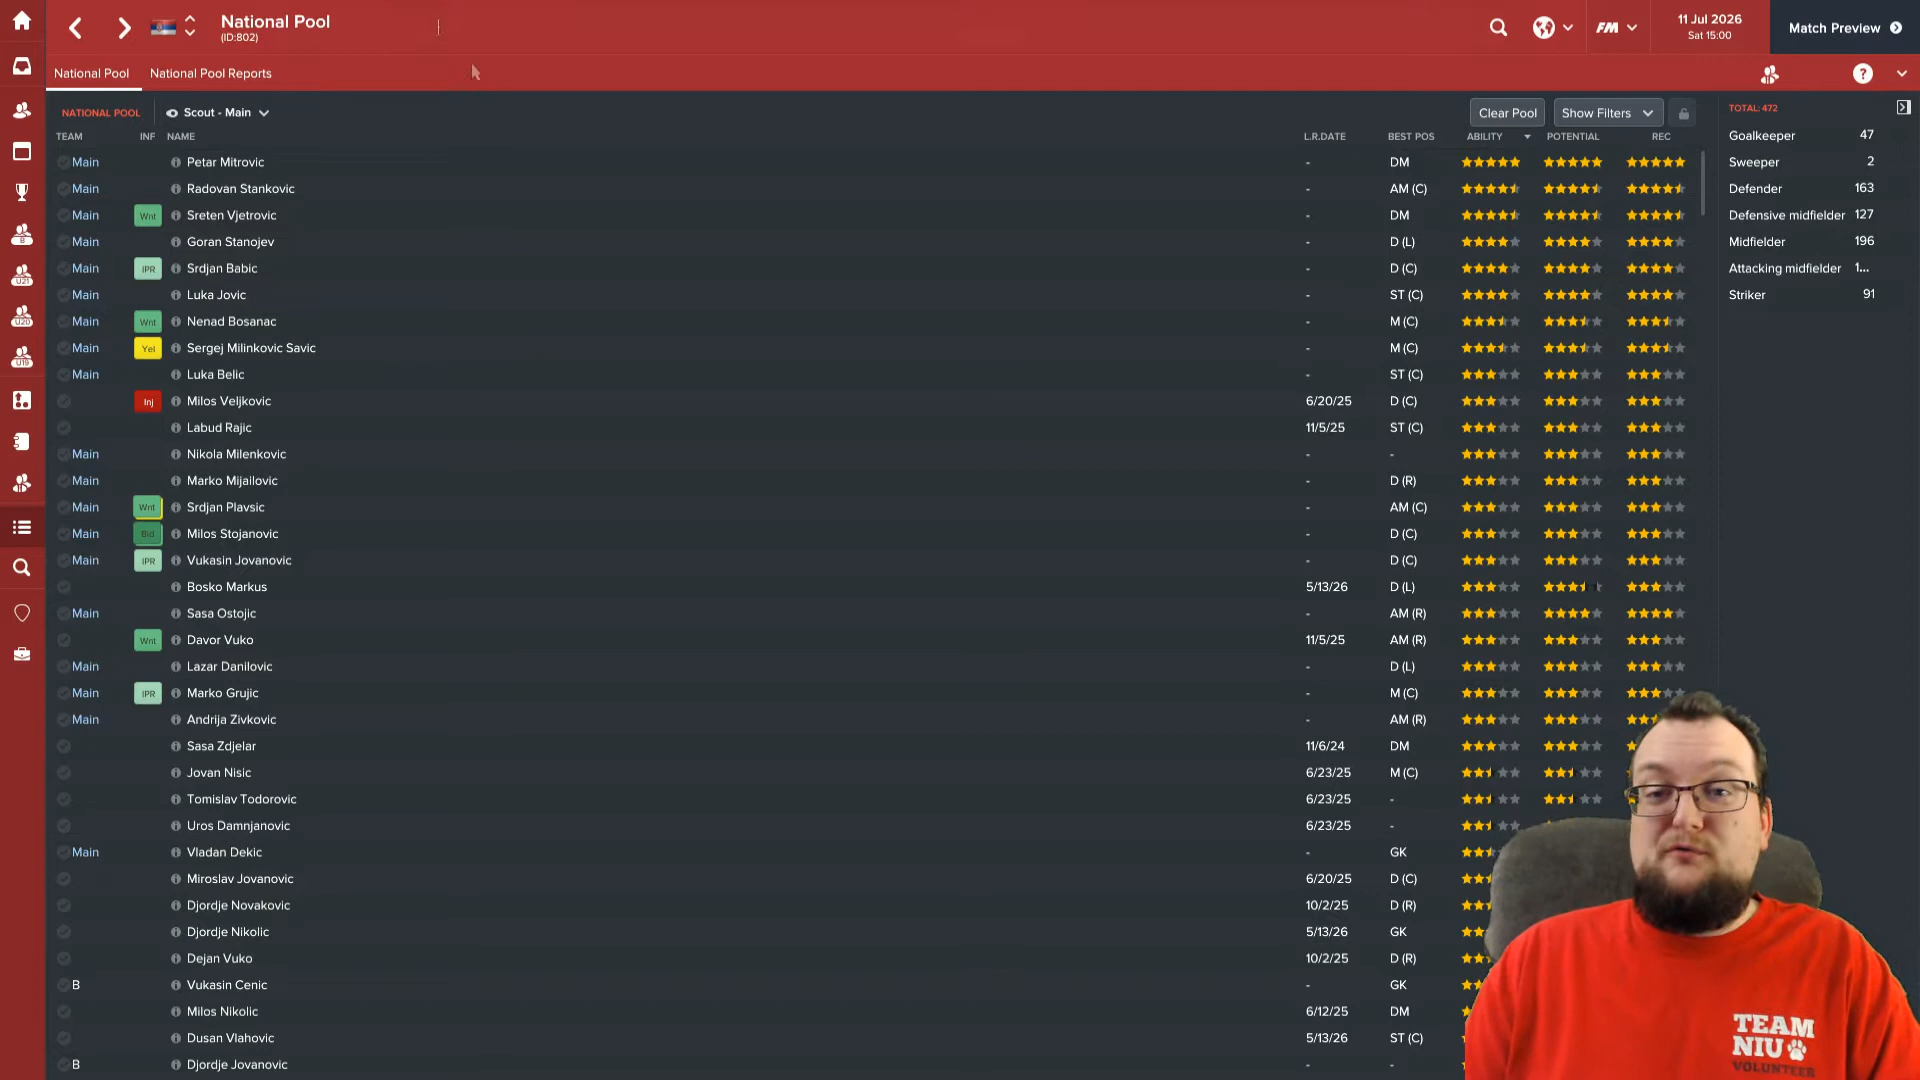 National Pool
(ID:802)
FM
11 Jul 2026
Sat 15:00
Match Preview
National Pool National Pool Reports
NATIONAL POOL Scout - Main Clear Pool Show Filters
TEAM INF NAME L.R.DATE BEST POS ABILITY POTENTIAL REC
Main Petar Mitrovic - DM
Main Radovan Stankovic - AM (C)
Main Wnt Sreten Vjetrovic - DM
Main Goran Stanojev - D (L)
Main IPR Srdjan Babic - D (C)
Main Luka Jovic - ST (C)
Main Wnt Nenad Bosanac - M (C)
Main Yel Sergej Milinkovic Savic - M (C)
Main Luka Belic - ST (C)
Inj Milos Veljkovic 6/20/25 D (C)
Labud Rajic 11/5/25 ST (C)
Main Nikola Milenkovic - -
Main Marko Mijailovic - D (R)
Main Wnt Srdjan Plavsic - AM (C)
Main Bid Milos Stojanovic - D (C)
Main IPR Vukasin Jovanovic - D (C)
Bosko Markus 5/13/26 D (L)
Main Sasa Ostojic - AM (R)
Wnt Davor Vuko 11/5/25 AM (R)
Main Lazar Danilovic - D (L)
Main IPR Marko Grujic - M (C)
Main Andrija Zivkovic - AM (R)
Sasa Zdjelar 11/6/24 DM
Jovan Nisic 6/23/25 M (C)
Tomislav Todorovic 6/23/25 -
Uros Damnjanovic 6/23/25 -
Main Vladan Dekic - GK
Miroslav Jovanovic 6/20/25 D (C)
Djordje Novakovic 10/2/25 D (R)
Djordje Nikolic 5/13/26 GK
Dejan Vuko 10/2/25 D (R)
B Vukasin Cenic - GK
Milos Nikolic 6/12/25 DM
Dusan Vlahovic 5/13/26 ST (C)
B Djordje Jovanovic - -
TOTAL: 472
Goalkeeper 47
Sweeper 2
Defender 163
Defensive midfielder 127
Midfielder 196
Attacking midfielder 1...
Striker 91
B
U21
U20
U19
TEAM
NIU
VOLUNTEER